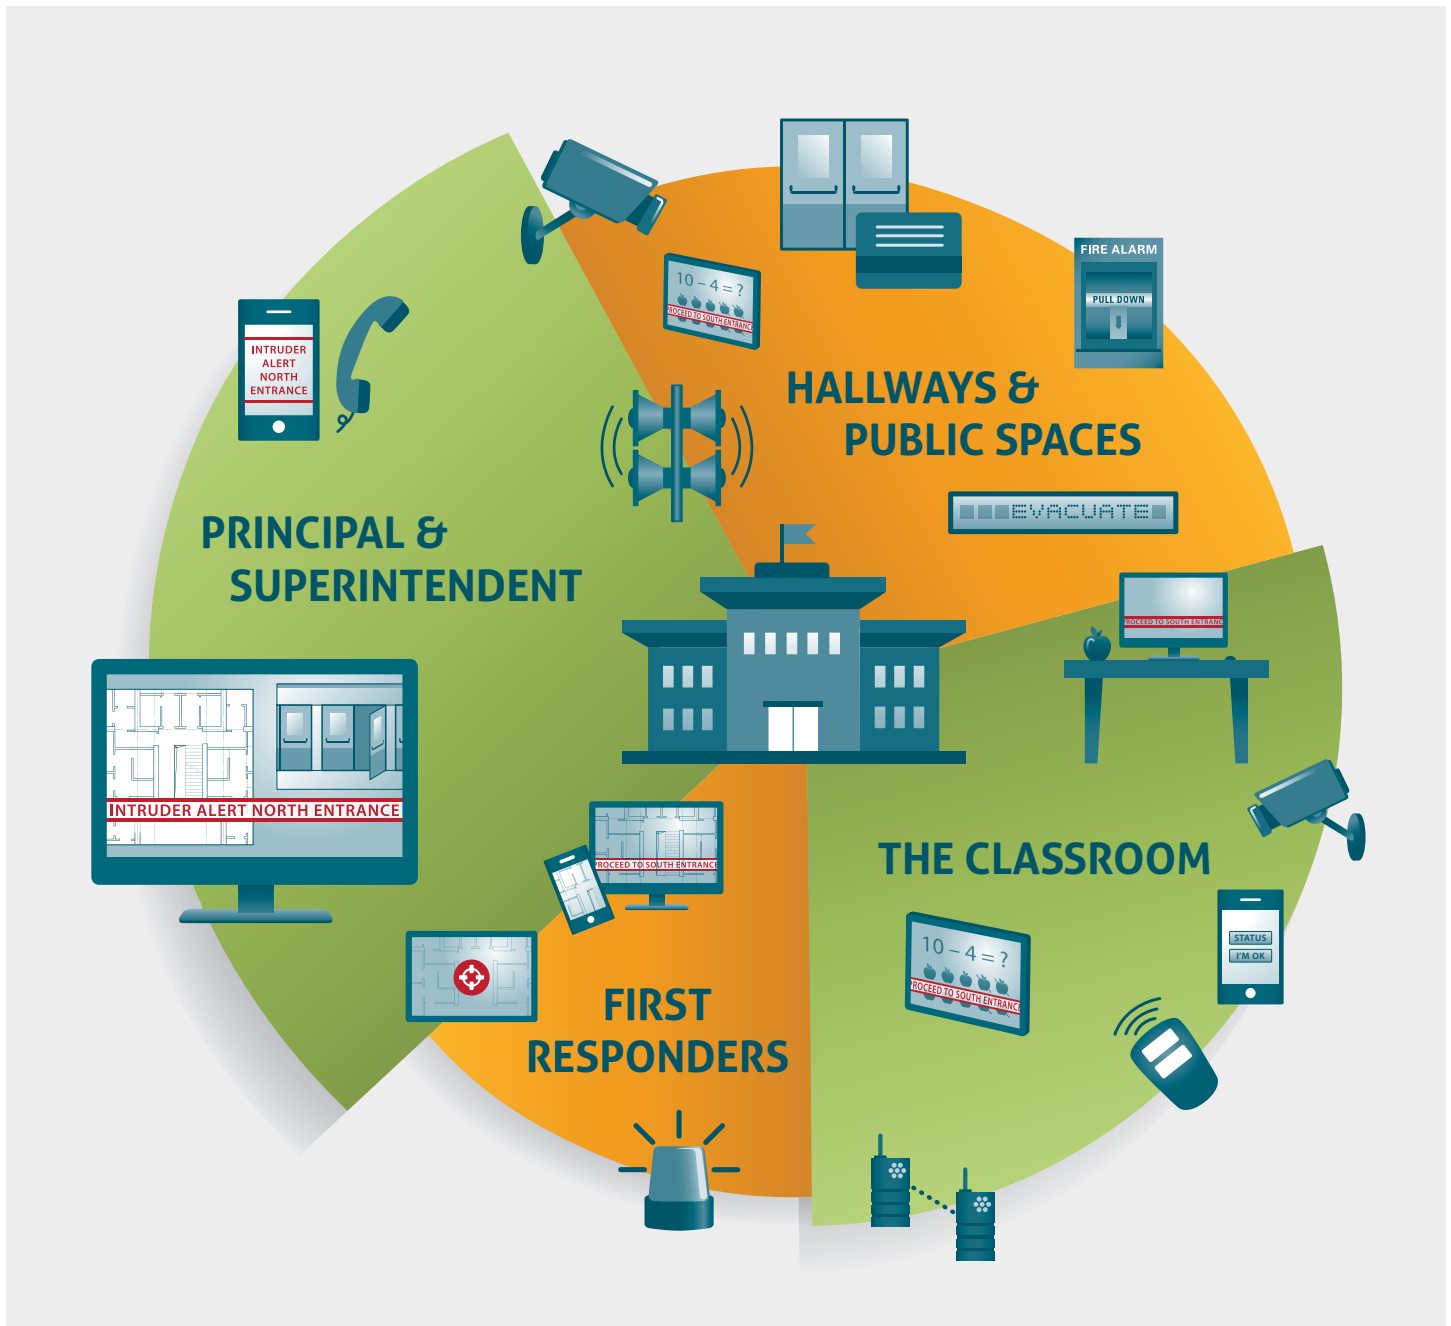 FIRE ALARM
PULL DOWN
10 – 4 = ?
PROCEED TO SOUTH ENTRANCE
INTRUDER
ALERT
NORTH
ENTRANCE
HALLWAYS &
PUBLIC SPACES
EVACUATE
PRINCIPAL &
SUPERINTENDENT
PROCEED TO SOUTH ENTRANCE
INTRUDER ALERT NORTH ENTRANCE
PROCEED TO SOUTH ENTRANCE
THE CLASSROOM
STATUS
I'M OK
10 – 4 = ?
PROCEED TO SOUTH ENTRANCE
FIRST
RESPONDERS